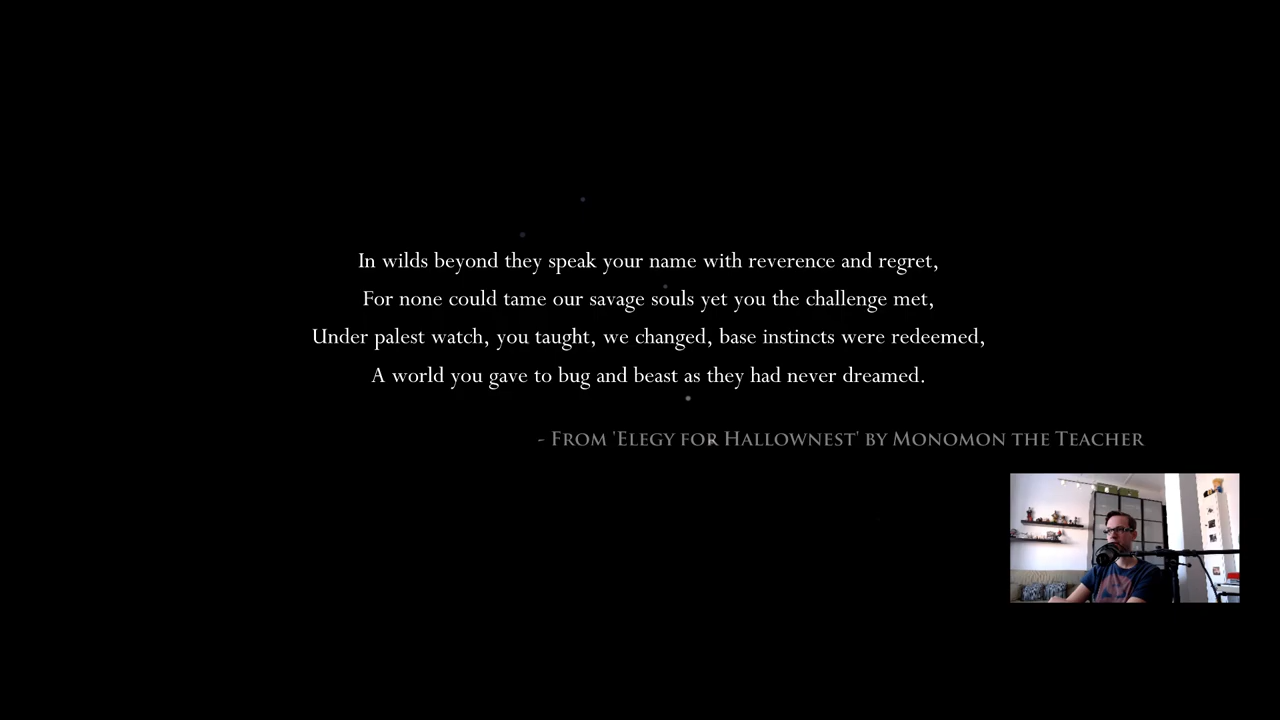 In wilds beyond they speak your name with reverence and regret,
For none could tame our savage souls yet you the challenge met,
Under palest watch, you taught, we changed, base instincts were redeemed,
A world you gave to bug and beast as they had never dreamed.
- From 'Elegy for Hallownest' by Monomon the Teacher